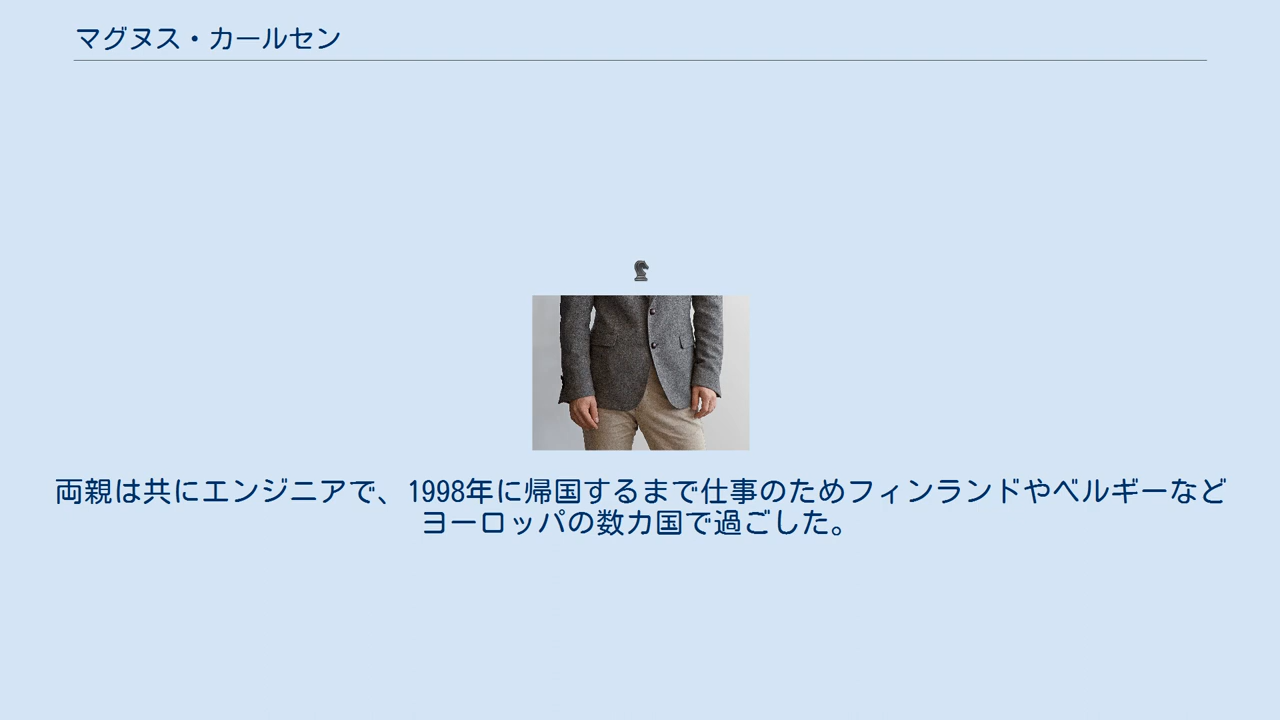 マグヌス・カールセン
両親は共にエンジニアで、1998年に帰国するまで仕事のためフィンランドやベルギーなど
ヨーロッパの数カ国で過ごした。